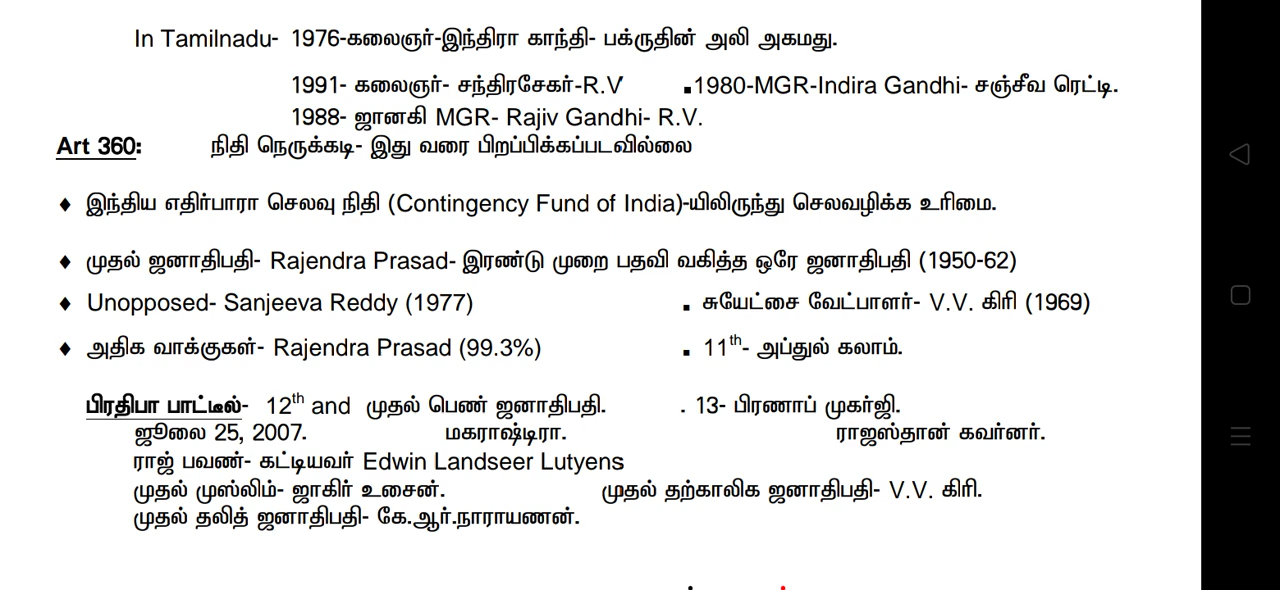 In Tamilnadu- 1976-கலைஞர்-இந்திரா காந்தி- பக்ருதின் அலி அகமது.
1991- கலைஞர்- சந்திரசேகர்-R.V ▪1980-MGR-Indira Gandhi- சஞ்சீவ ரெட்டி.
1988- ஜானகி MGR- Rajiv Gandhi- R.V.
Art 360: நிதி நெருக்கடி- இது வரை பிறப்பிக்கப்படவில்லை
♦ இந்திய எதிர்பாரா செலவு நிதி (Contingency Fund of India)-யிலிருந்து செலவழிக்க உரிமை.
♦ முதல் ஜனாதிபதி- Rajendra Prasad- இரண்டு முறை பதவி வகித்த ஒரே ஜனாதிபதி (1950-62)
♦ Unopposed- Sanjeeva Reddy (1977) ▪ சுயேட்சை வேட்பாளர்- V.V. கிரி (1969)
♦ அதிக வாக்குகள்- Rajendra Prasad (99.3%) ▪ 11th- அப்துல் கலாம்.
பிரதிபா பாட்டீல்- 12th and முதல் பெண் ஜனாதிபதி. . 13- பிரணாப் முகர்ஜி.
ஜூலை 25, 2007. மகராஷ்டிரா. ராஜஸ்தான் கவர்னர்.
ராஜ் பவண்- கட்டியவர் Edwin Landseer Lutyens
முதல் முஸ்லிம்- ஜாகிர் உசைன். முதல் தற்காலிக ஜனாதிபதி- V.V. கிரி.
முதல் தலித் ஜனாதிபதி- கே.ஆர்.நாராயணன்.